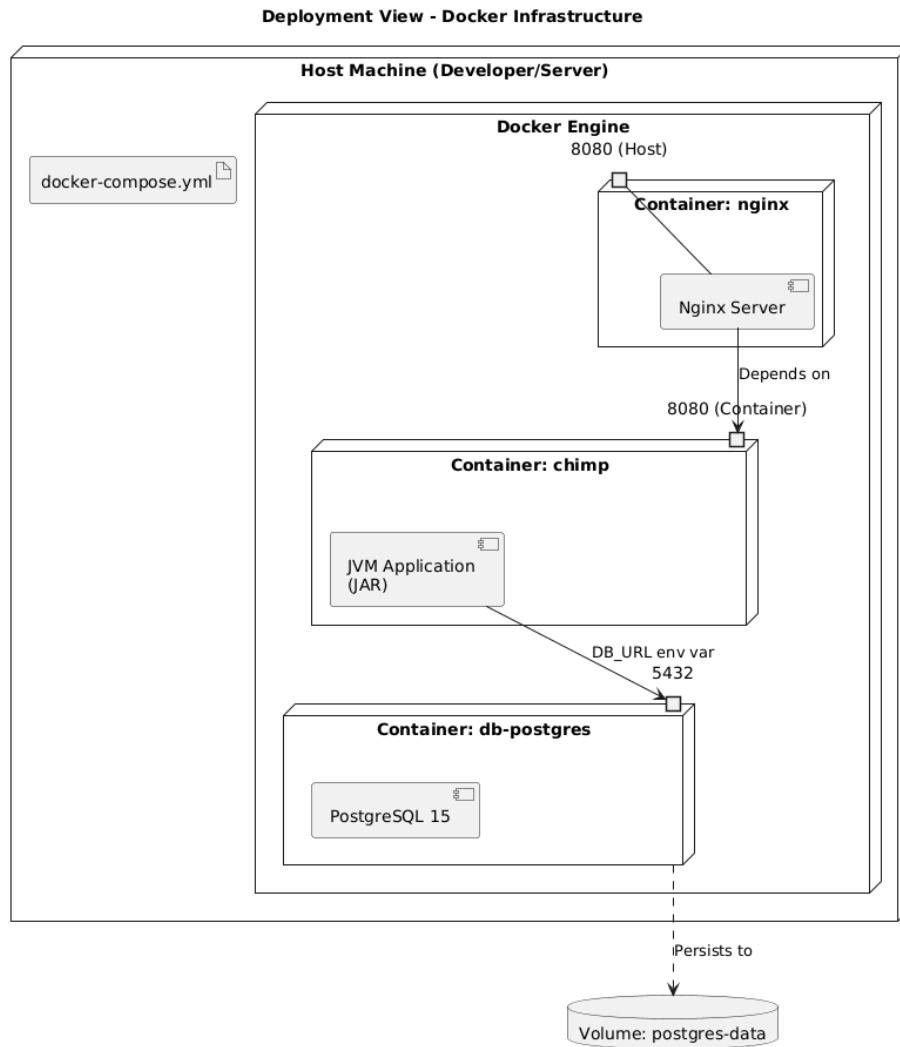 Deployment View - Docker Infrastructure
Host Machine (Developer/Server)
Docker Engine
8080 (Host)
docker-compose.yml
Container: nginx
Nginx Server
Depends on
8080 (Container)
Container: chimp
JVM Application
(JAR)
DB_URL env var
5432
Container: db-postgres
PostgreSQL 15
Persists to
Volume: postgres-data